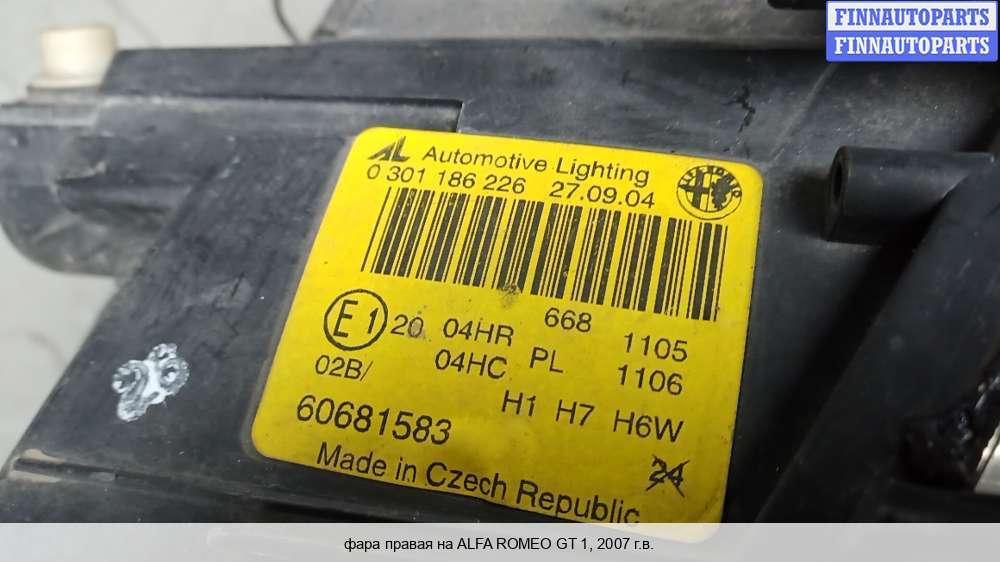 FINNAUTOPARTS
FINNAUTOPARTS
AL Automotive Lighting
0 301 186 226 27.09.04
E1 20 04HR 668 1105
02B/ 04HC PL 1106
H1 H7 H6W
60681583
24
Made in Czech Republic
фара правая на ALFA ROMEO GT 1, 2007 г.в.